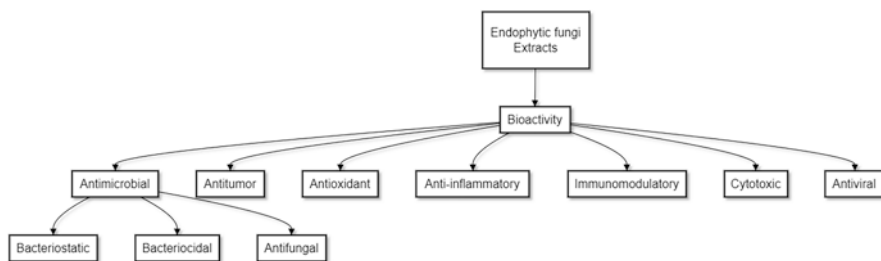 Endophytic fungi
Extracts
Bioactivity
Antimicrobial
Antitumor
Antioxidant
Anti-inflammatory
Immunomodulatory
Cytotoxic
Antiviral
Bacteriostatic
Bacteriocidal
Antifungal